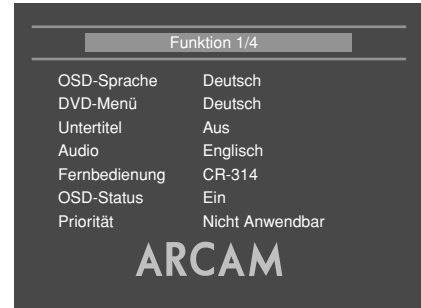 Funktion 1/4
OSD-Sprache Deutsch
DVD-Menü Deutsch
Untertitel Aus
Audio Englisch
Fernbedienung CR-314
OSD-Status Ein
Priorität Nicht Anwendbar
ARCAM